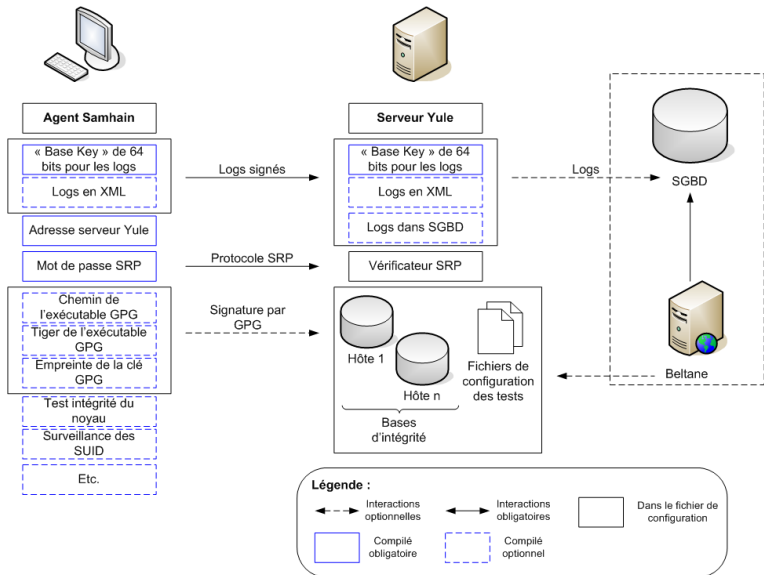 Agent Samhain
« Base Key » de 64
bits pour les logs
Logs en XML
Adresse serveur Yule
Mot de passe SRP
Chemin de
l'exécutable GPG
Tiger de l'exécutable
GPG
Empreinte de la clé
GPG
Test intégrité du
noyau
Surveillance des
SUID
Etc.
Logs signés
Protocole SRP
Signature par
GPG
Serveur Yule
« Base Key » de 64
bits pour les logs
Logs en XML
Logs dans SGBD
Vérificateur SRP
Hôte 1
Hôte n
Bases
d'intégrité
Fichiers de
configuration
des tests
Logs
SGBD
Beltane
Légende :
Interactions
optionnelles
Interactions
obligatoires
Dans le fichier de
configuration
Compilé
obligatoire
Compilé
optionnel